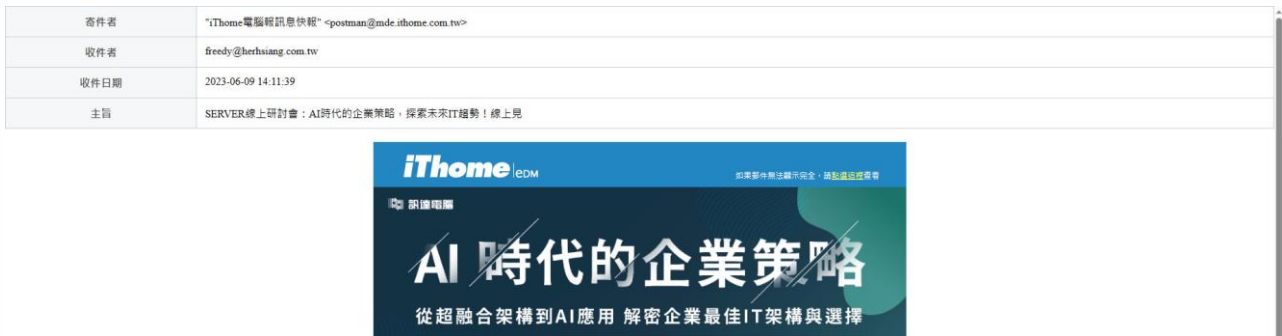 寄件者 "iThome電腦報訊息快報" <postman@mde.ithome.com.tw>
收件者 freedy@herhsiang.com.tw
收件日期 2023-06-09 14:11:39
主旨 SERVER線上研討會：AI時代的企業策略，探索未來IT趨勢！線上見
iThome eDM 如果郵件無法顯示完全，請點選這裡查看
訊達電腦
AI 時代的企業策略
從超融合架構到AI應用 解密企業最佳IT架構與選擇